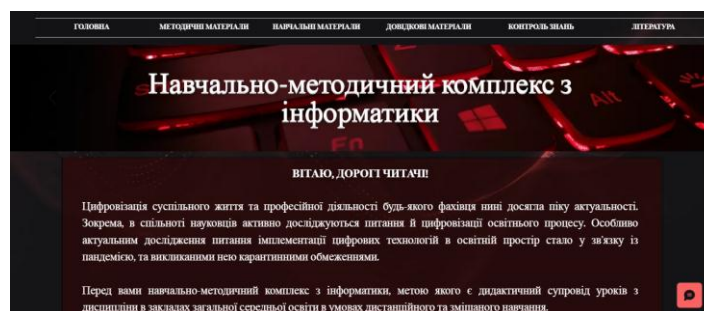 ГОЛОВНА МЕТОДИЧНІ МАТЕРІАЛИ НАВЧАЛЬНІ МАТЕРІАЛИ ДОВІДКОВІ МАТЕРІАЛИ КОНТРОЛЬ ЗНАНЬ ЛІТЕРАТУРА
Навчально-методичний комплекс з
інформатики
Alt
Fn
ВІТАЮ, ДОРОГІ ЧИТАЧІ!
Цифровізація суспільного життя та професійної діяльності будь-якого фахівця нині досягла піку актуальності.
Зокрема, в спільноті науковців активно досліджуються питання й цифровізації освітнього процесу. Особливо
актуальним дослідження питання імплементації цифрових технологій в освітній простір стало у зв'язку із
пандемією, та викликаними нею карантинними обмеженнями.
Перед вами навчально-методичний комплекс з інформатики, метою якого є дидактичний супровід уроків з
дисципліни в закладах загальної середньої освіти в умовах дистанційного та змішаного навчання.